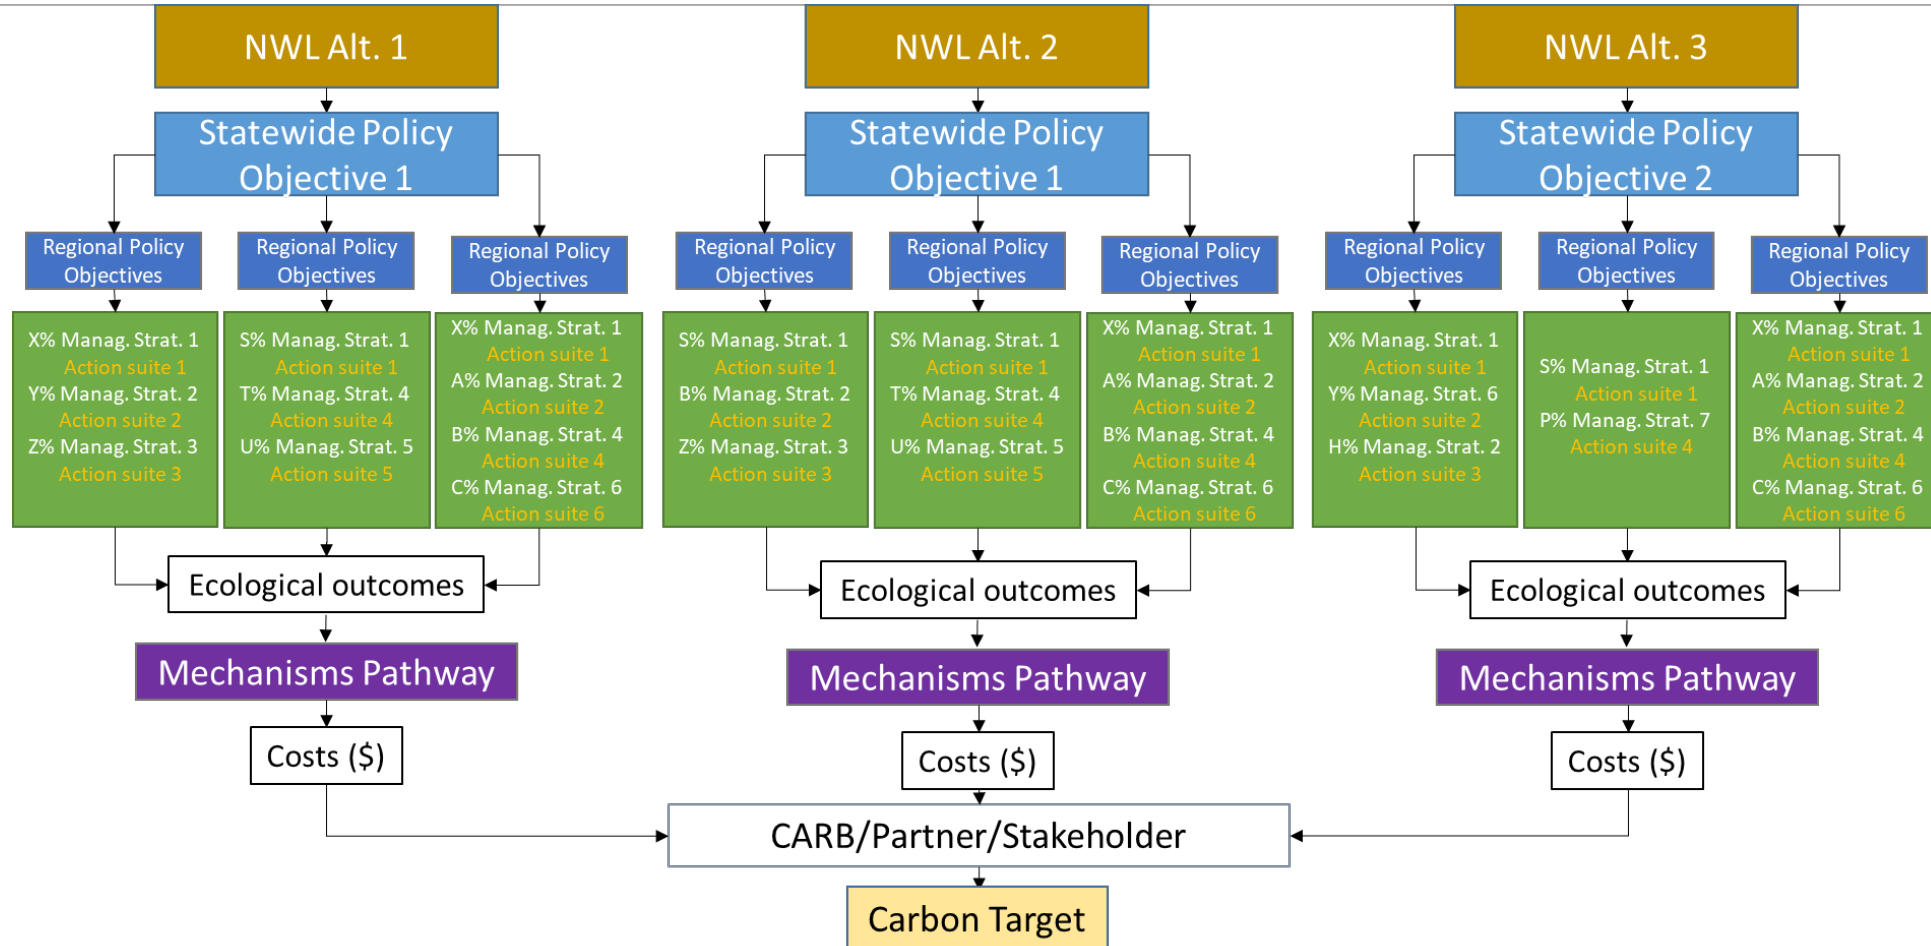 NWL Alt. 1
NWL Alt. 2
NWL Alt. 3
Statewide Policy
Objective 1
Statewide Policy
Objective 1
Statewide Policy
Objective 2
Regional Policy
Objectives
Regional Policy
Objectives
Regional Policy
Objectives
Regional Policy
Objectives
Regional Policy
Objectives
Regional Policy
Objectives
Regional Policy
Objectives
Regional Policy
Objectives
Regional Policy
Objectives
X% Manag. Strat. 1
Action suite 1
Y% Manag. Strat. 2
Action suite 2
Z% Manag. Strat. 3
Action suite 3
S% Manag. Strat. 1
Action suite 1
T% Manag. Strat. 4
Action suite 4
U% Manag. Strat. 5
Action suite 5
X% Manag. Strat. 1
Action suite 1
A% Manag. Strat. 2
Action suite 2
B% Manag. Strat. 4
Action suite 4
C% Manag. Strat. 6
Action suite 6
S% Manag. Strat. 1
Action suite 1
B% Manag. Strat. 2
Action suite 2
Z% Manag. Strat. 3
Action suite 3
S% Manag. Strat. 1
Action suite 1
T% Manag. Strat. 4
Action suite 4
U% Manag. Strat. 5
Action suite 5
X% Manag. Strat. 1
Action suite 1
A% Manag. Strat. 2
Action suite 2
B% Manag. Strat. 4
Action suite 4
C% Manag. Strat. 6
Action suite 6
X% Manag. Strat. 1
Action suite 1
Y% Manag. Strat. 6
Action suite 2
H% Manag. Strat. 2
Action suite 3
S% Manag. Strat. 1
Action suite 1
P% Manag. Strat. 7
Action suite 4
X% Manag. Strat. 1
Action suite 1
A% Manag. Strat. 2
Action suite 2
B% Manag. Strat. 4
Action suite 4
C% Manag. Strat. 6
Action suite 6
Ecological outcomes
Ecological outcomes
Ecological outcomes
Mechanisms Pathway
Mechanisms Pathway
Mechanisms Pathway
Costs ($)
Costs ($)
Costs ($)
CARB/Partner/Stakeholder
Carbon Target